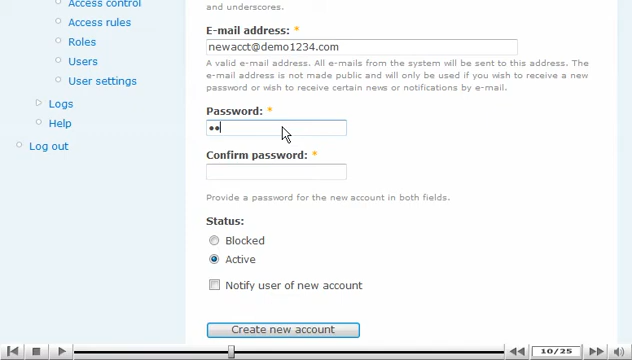 Access control
Access rules
Roles
Users
User settings
Logs
Help
Log out
and underscores.
E-mail address: *
newacct@demo1234.com
A valid e-mail address. All e-mails from the system will be sent to this address. The
e-mail address is not made public and will only be used if you wish to receive a new
password or wish to receive certain news or notifications by e-mail.
Password: *
••
Confirm password: *
Provide a password for the new account in both fields.
Status:
Blocked
Active
Notify user of new account
Create new account
10/25